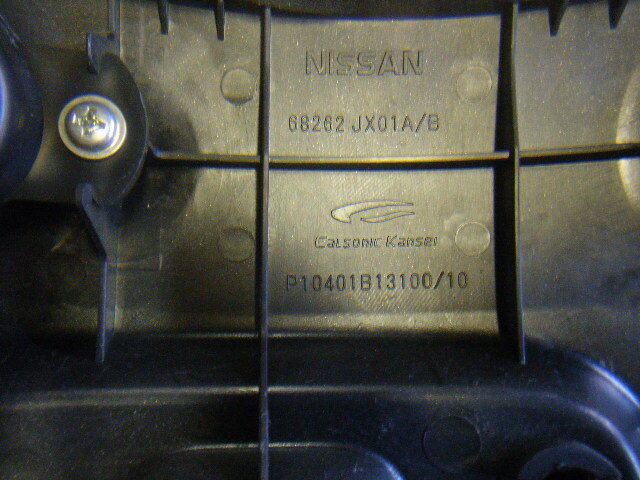 NISSAN
68262 JX01A/B
CALSONIC KANSEI
P10401B13100/10